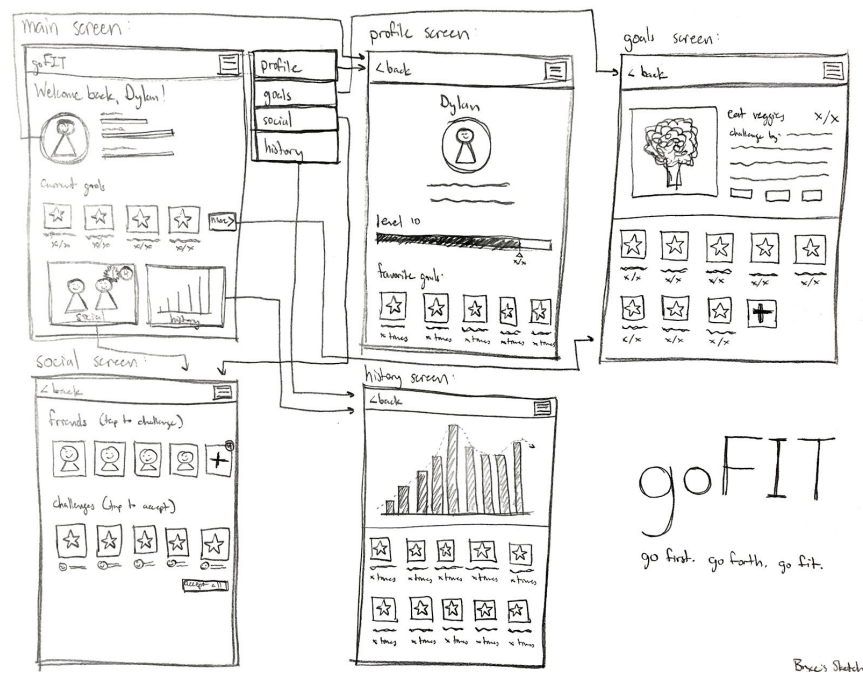 main screen:
goFIT
Welcome back, Dylan!
current goals
x/x x/x x/x x/x
more >
social
history
profile
goals
social
history
profile screen:
< back
Dylan
level 10
x/x
favorite goals:
x times x times x times x times x times
goals screen:
< back
eat veggies x/x
challenge by:
x/x x/x x/x x/x x/x
x/x x/x x/x
+
social screen:
< back
friends (tap to challenge)
+
challenges (tap to accept)
accept all
history screen:
< back
x times x times x times x times x times
x times x times x times x times x times
goFIT
go first. go forth. go fit.
Sketch